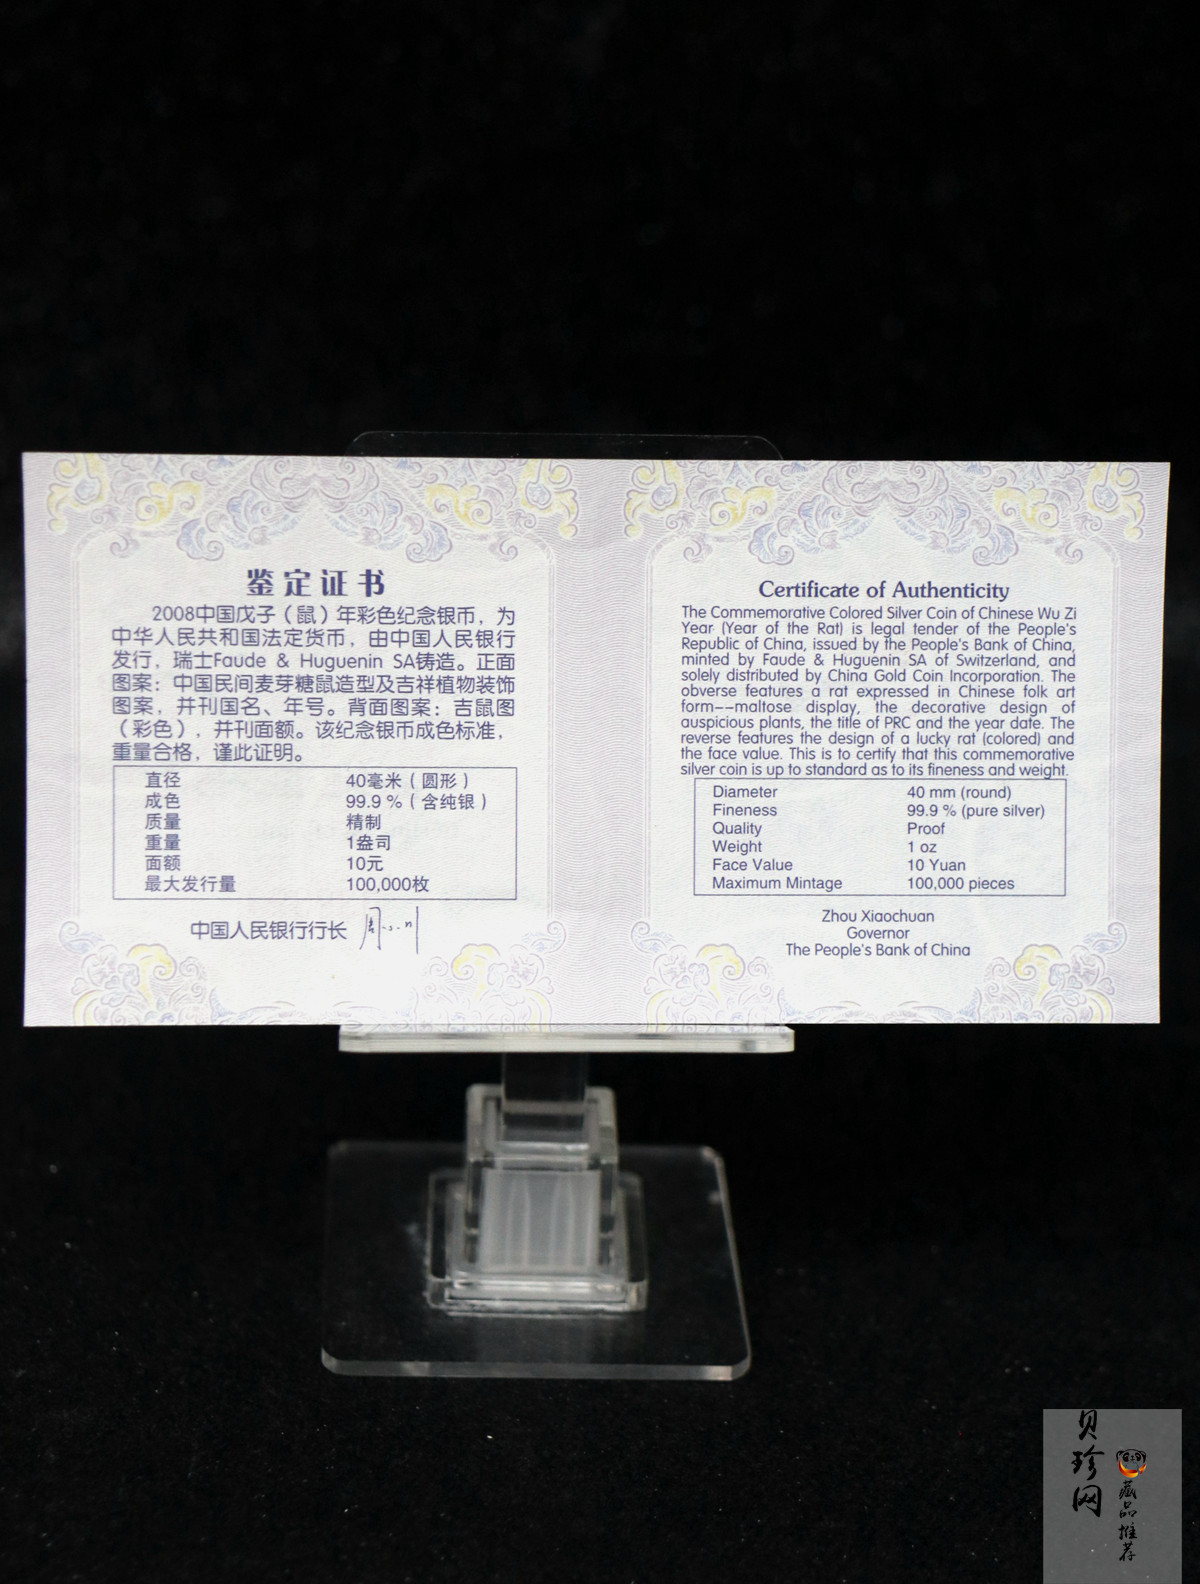 鉴定证书
2008中国戊子（鼠）年彩色纪念银币，为
中华人民共和国法定货币，由中国人民银行
发行，瑞士Faude & Huguenin SA铸造。正面
图案：中国民间麦芽糖鼠造型及吉祥植物装饰
图案，并刊国名、年号。背面图案：吉鼠图
（彩色），并刊面额。该纪念银币成色标准，
重量合格，谨此证明。
直径 40毫米（圆形）
成色 99.9 %（含纯银）
质量 精制
重量 1盎司
面额 10元
最大发行量 100,000枚
中国人民银行行长
Certificate of Authenticity
The Commemorative Colored Silver Coin of Chinese Wu Zi
Year (Year of the Rat) is legal tender of the People's
Republic of China, issued by the People's Bank of China,
minted by Faude & Huguenin SA of Switzerland, and
solely distributed by China Gold Coin Incorporation. The
obverse features a rat expressed in Chinese folk art
form--maltose display, the decorative design of
auspicious plants, the title of PRC and the year date. The
reverse features the design of a lucky rat (colored) and
the face value. This is to certify that this commemorative
silver coin is up to standard as to its fineness and weight.
Diameter 40 mm (round)
Fineness 99.9 % (pure silver)
Quality Proof
Weight 1 oz
Face Value 10 Yuan
Maximum Mintage 100,000 pieces
Zhou Xiaochuan
Governor
The People's Bank of China
贝珍网
藏品推荐